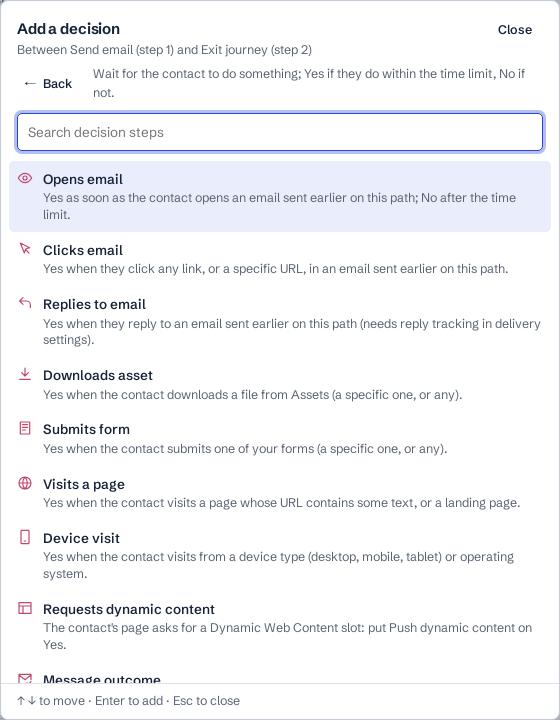 Add a decision
Close
Between Send email (step 1) and Exit journey (step 2)
← Back
Wait for the contact to do something; Yes if they do within the time limit, No if
not.
Search decision steps
Opens email
Yes as soon as the contact opens an email sent earlier on this path; No after the time
limit.
Clicks email
Yes when they click any link, or a specific URL, in an email sent earlier on this path.
Replies to email
Yes when they reply to an email sent earlier on this path (needs reply tracking in delivery
settings).
Downloads asset
Yes when the contact downloads a file from Assets (a specific one, or any).
Submits form
Yes when the contact submits one of your forms (a specific one, or any).
Visits a page
Yes when the contact visits a page whose URL contains some text, or a landing page.
Device visit
Yes when the contact visits from a device type (desktop, mobile, tablet) or operating
system.
Requests dynamic content
The contact's page asks for a Dynamic Web Content slot: put Push dynamic content on
Yes.
Message outcome
↑↓ to move · Enter to add · Esc to close